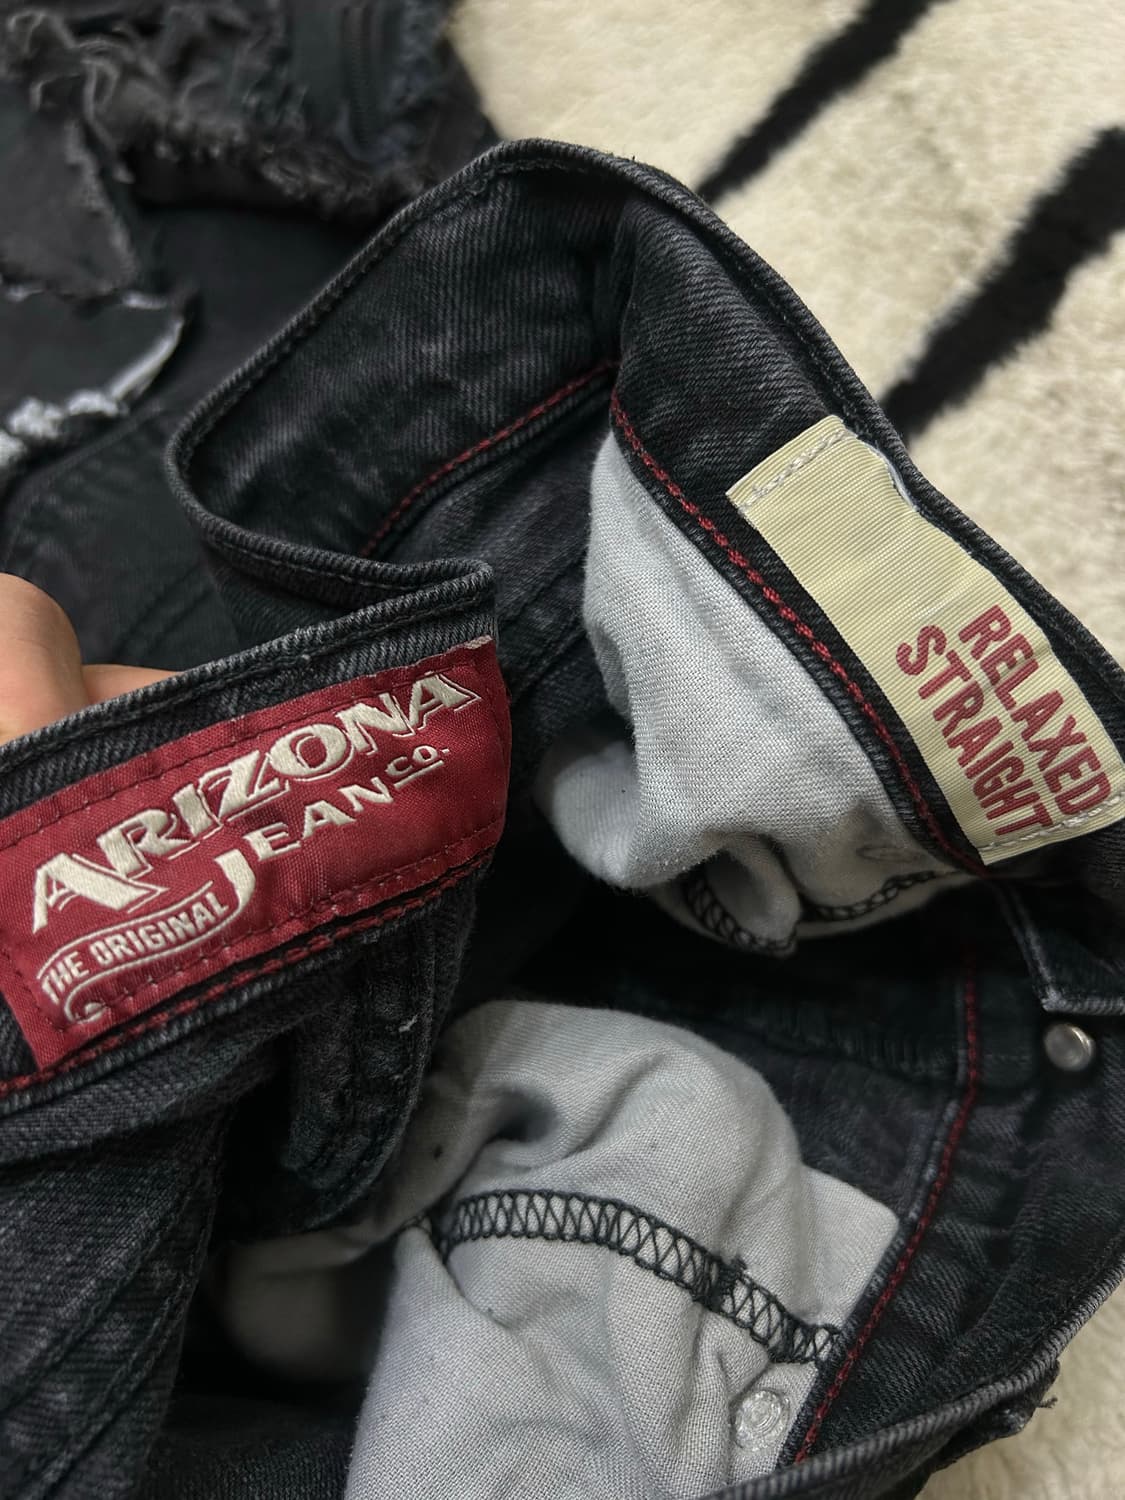 ARIZONA
JEAN CO.
THE ORIGINAL
RELAXED
STRAIGHT